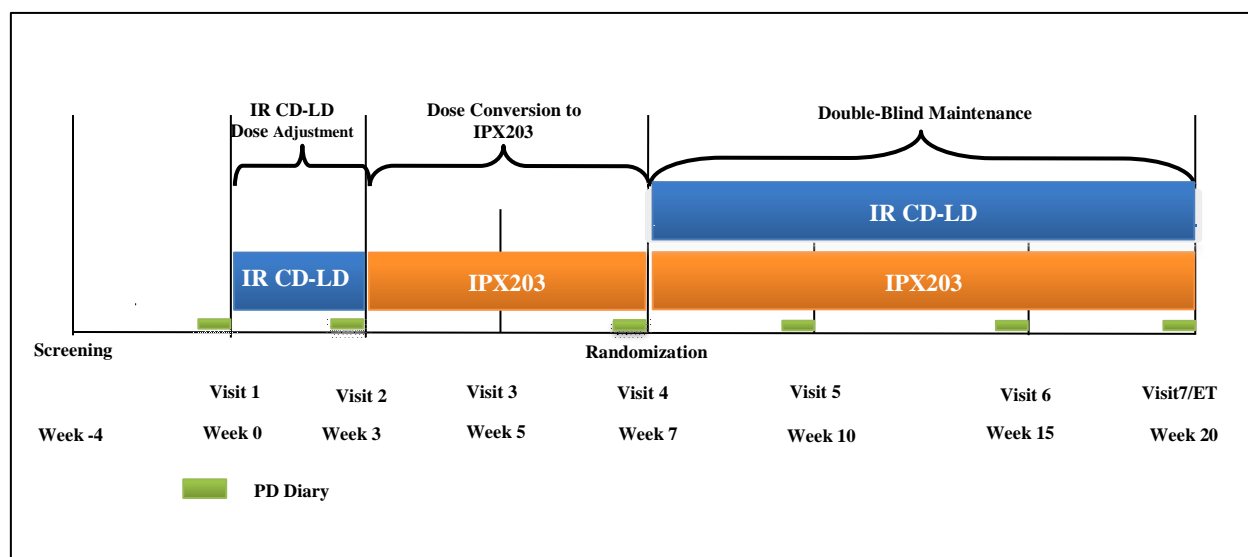 IR CD-LD
Dose Adjustment
Dose Conversion to
IPX203
Double-Blind Maintenance
IR CD-LD
IR CD-LD
IPX203
IPX203
Screening
Randomization
Visit 1
Visit 2
Visit 3
Visit 4
Visit 5
Visit 6
Visit7/ET
Week -4
Week 0
Week 3
Week 5
Week 7
Week 10
Week 15
Week 20
PD Diary